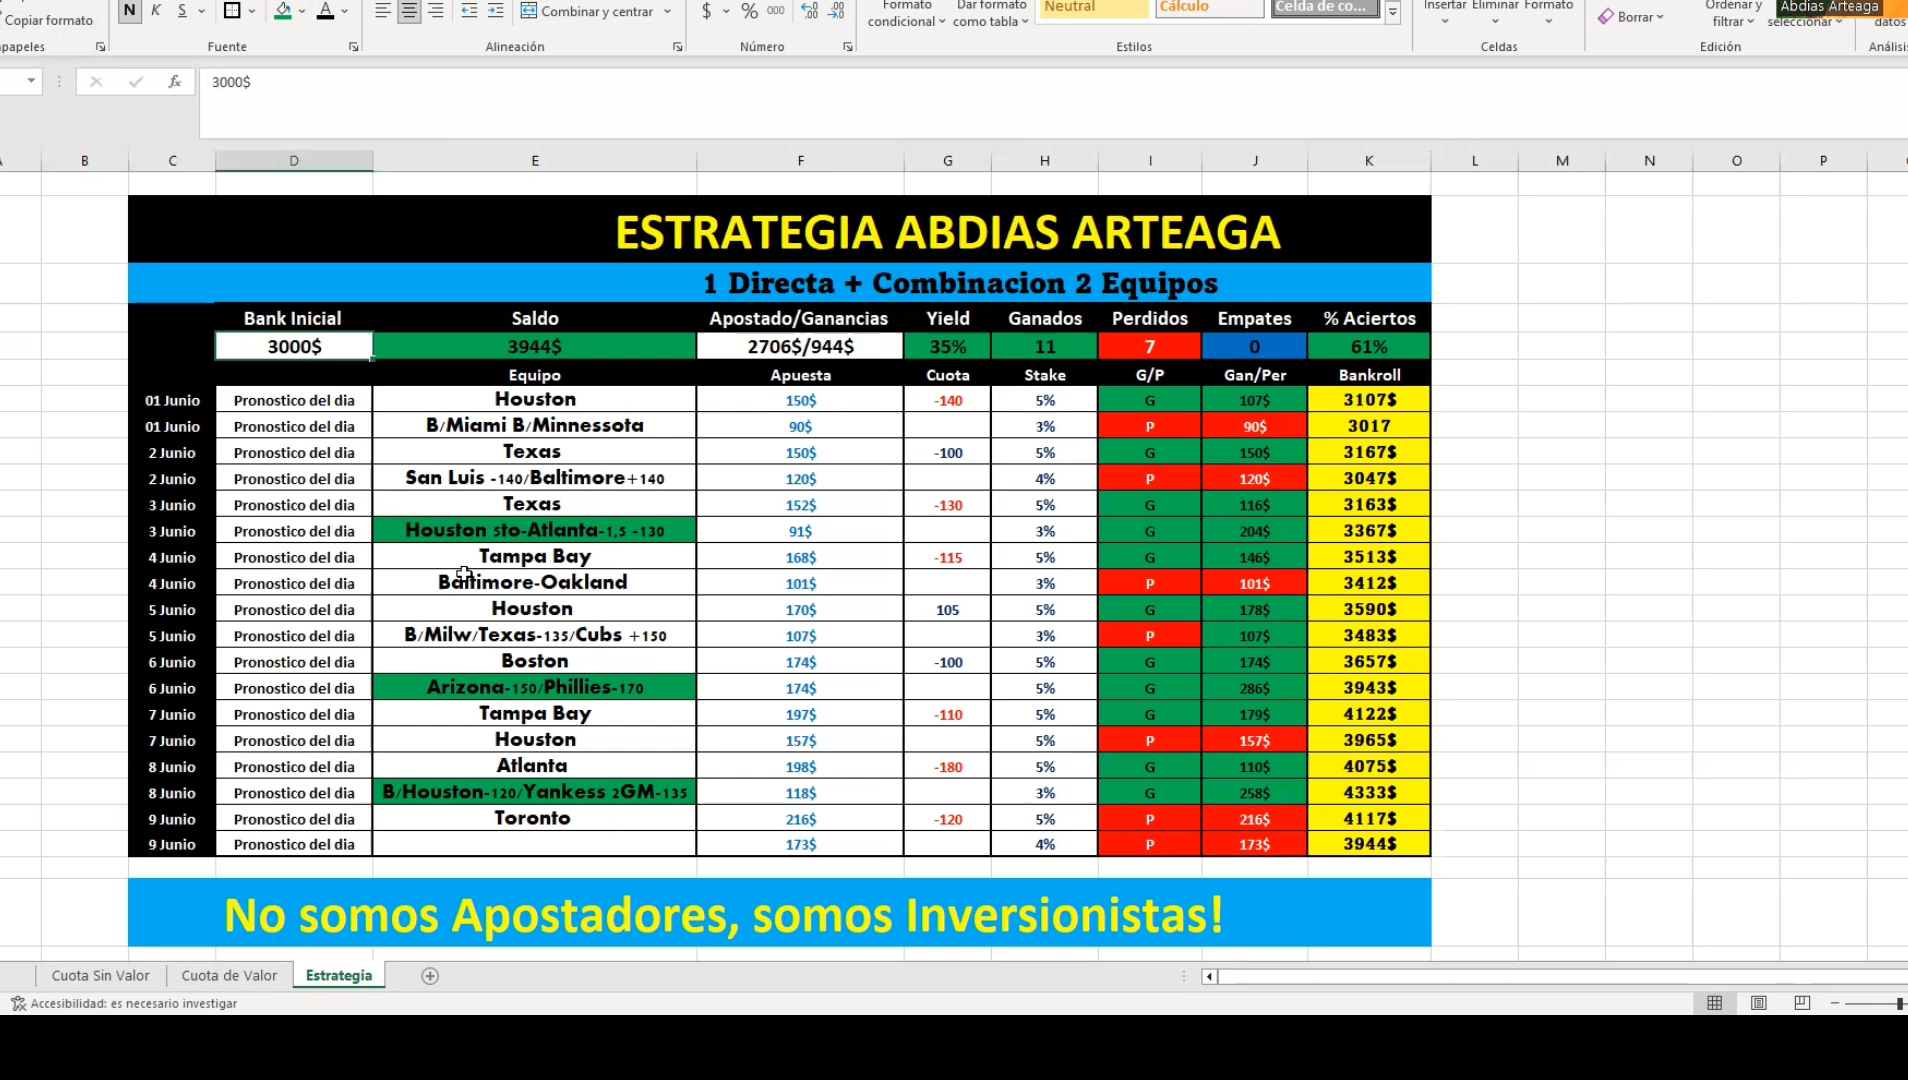 Copiar formato
N K S A
Combinar y centrar
$ % 000
Formato condicional
Dar formato como tabla
Neutral
Cálculo
Celda de co...
Insertar Eliminar Formato
Borrar
Ordenar y filtrar
seleccionar
Abdias Arteaga
datos
papeles
Fuente
Alineación
Número
Estilos
Celdas
Edición
Análisis
fx 3000$
B C D E F G H I J K L M N O P
ESTRATEGIA ABDIAS ARTEAGA
1 Directa + Combinacion 2 Equipos
Bank Inicial Saldo Apostado/Ganancias Yield Ganados Perdidos Empates % Aciertos
3000$ 3944$ 2706$/944$ 35% 11 7 0 61%
Equipo Apuesta Cuota Stake G/P Gan/Per Bankroll
01 Junio Pronostico del dia Houston 150$ -140 5% G 107$ 3107$
01 Junio Pronostico del dia B/Miami B/Minnessota 90$ 3% P 90$ 3017
2 Junio Pronostico del dia Texas 150$ -100 5% G 150$ 3167$
2 Junio Pronostico del dia San Luis -140/Baltimore+140 120$ 4% P 120$ 3047$
3 Junio Pronostico del dia Texas 152$ -130 5% G 116$ 3163$
3 Junio Pronostico del dia Houston 5to-Atlanta-1,5 -130 91$ 3% G 204$ 3367$
4 Junio Pronostico del dia Tampa Bay 168$ -115 5% G 146$ 3513$
4 Junio Pronostico del dia Baltimore-Oakland 101$ 3% P 101$ 3412$
5 Junio Pronostico del dia Houston 170$ 105 5% G 178$ 3590$
5 Junio Pronostico del dia B/Milw/Texas-135/Cubs +150 107$ 3% P 107$ 3483$
6 Junio Pronostico del dia Boston 174$ -100 5% G 174$ 3657$
6 Junio Pronostico del dia Arizona-150/Phillies-170 174$ 5% G 286$ 3943$
7 Junio Pronostico del dia Tampa Bay 197$ -110 5% G 179$ 4122$
7 Junio Pronostico del dia Houston 157$ 5% P 157$ 3965$
8 Junio Pronostico del dia Atlanta 198$ -180 5% G 110$ 4075$
8 Junio Pronostico del dia B/Houston-120/Yankess 2GM-135 118$ 3% G 258$ 4333$
9 Junio Pronostico del dia Toronto 216$ -120 5% P 216$ 4117$
9 Junio Pronostico del dia 173$ 4% P 173$ 3944$
No somos Apostadores, somos Inversionistas!
Cuota Sin Valor Cuota de Valor Estrategia
Accesibilidad: es necesario investigar